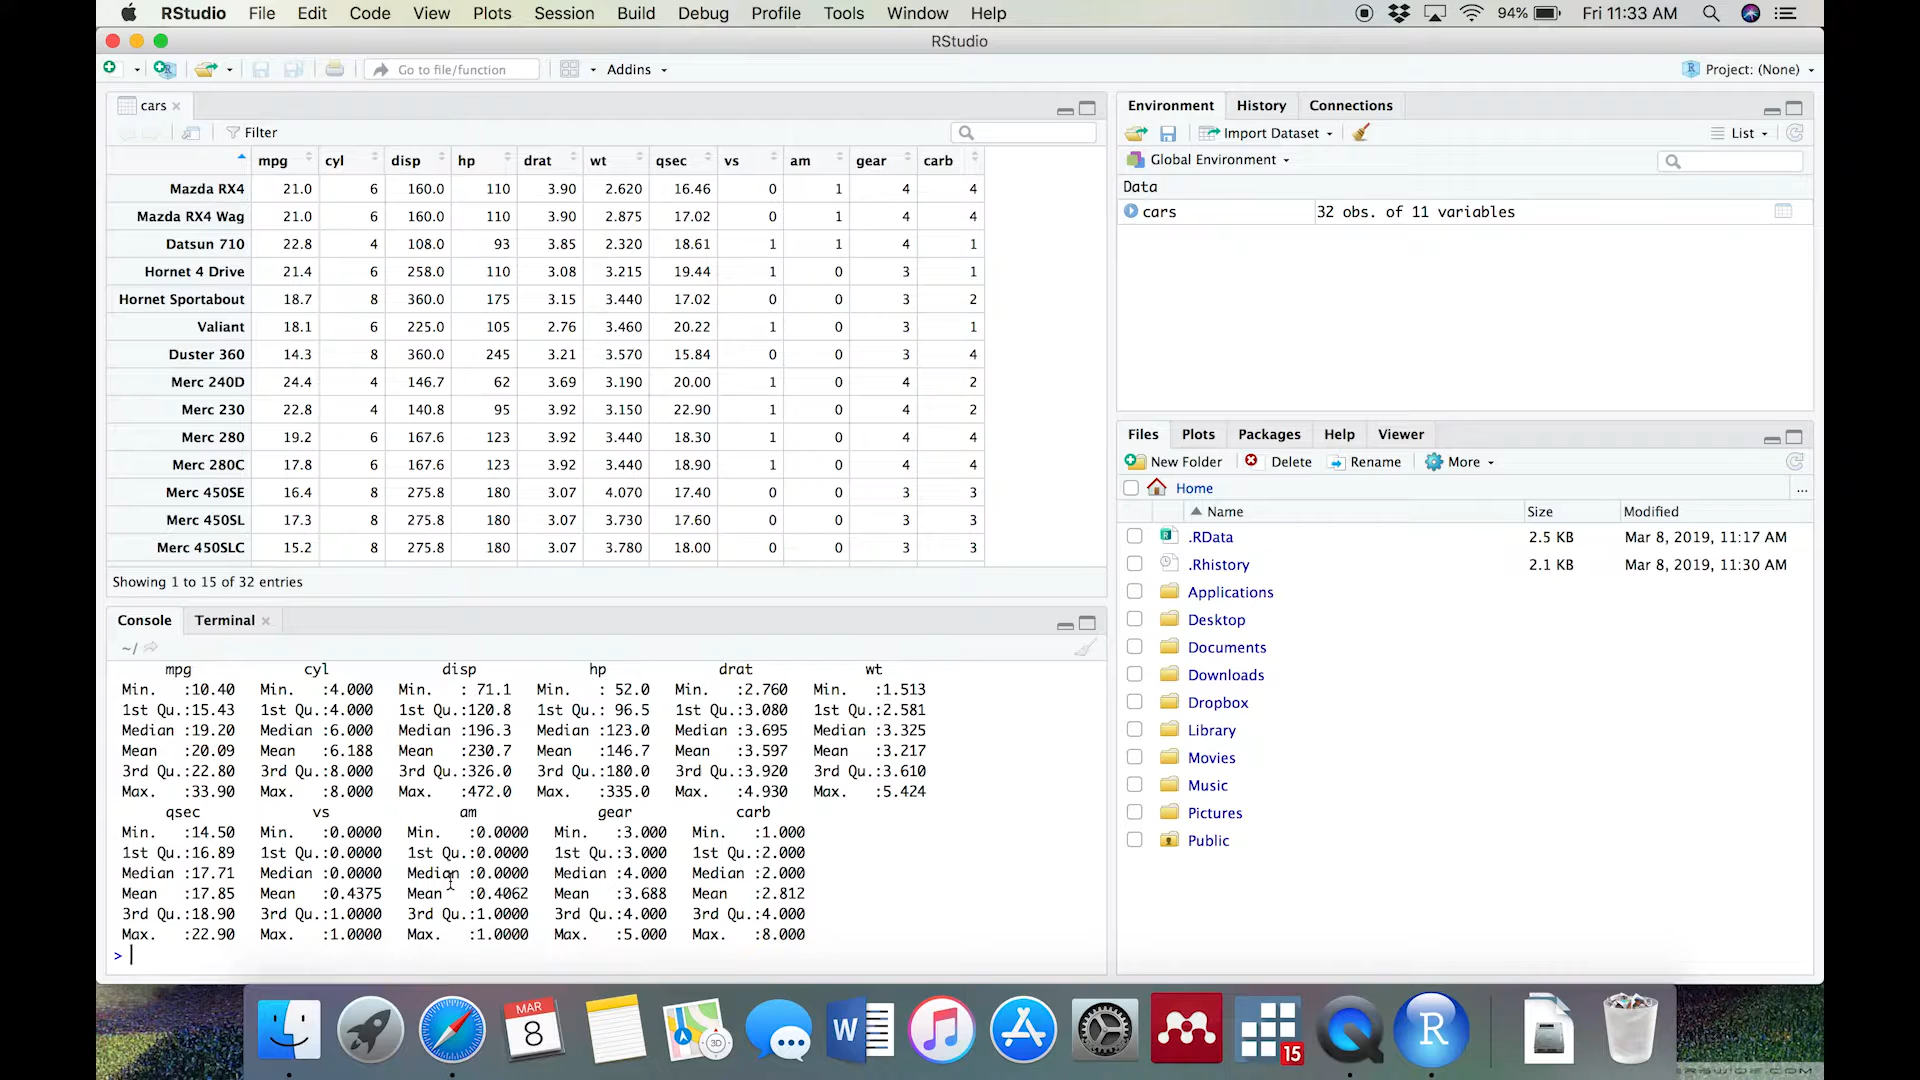 RStudio File Edit Code View Plots Session Build Debug Profile Tools Window Help 94% Fri 11:33 AM
RStudio
Go to file/function Addins Project: (None)
cars
Filter
mpg cyl disp hp drat wt qsec vs am gear carb
Mazda RX4 21.0 6 160.0 110 3.90 2.620 16.46 0 1 4 4
Mazda RX4 Wag 21.0 6 160.0 110 3.90 2.875 17.02 0 1 4 4
Datsun 710 22.8 4 108.0 93 3.85 2.320 18.61 1 1 4 1
Hornet 4 Drive 21.4 6 258.0 110 3.08 3.215 19.44 1 0 3 1
Hornet Sportabout 18.7 8 360.0 175 3.15 3.440 17.02 0 0 3 2
Valiant 18.1 6 225.0 105 2.76 3.460 20.22 1 0 3 1
Duster 360 14.3 8 360.0 245 3.21 3.570 15.84 0 0 3 4
Merc 240D 24.4 4 146.7 62 3.69 3.190 20.00 1 0 4 2
Merc 230 22.8 4 140.8 95 3.92 3.150 22.90 1 0 4 2
Merc 280 19.2 6 167.6 123 3.92 3.440 18.30 1 0 4 4
Merc 280C 17.8 6 167.6 123 3.92 3.440 18.90 1 0 4 4
Merc 450SE 16.4 8 275.8 180 3.07 4.070 17.40 0 0 3 3
Merc 450SL 17.3 8 275.8 180 3.07 3.730 17.60 0 0 3 3
Merc 450SLC 15.2 8 275.8 180 3.07 3.780 18.00 0 0 3 3
Showing 1 to 15 of 32 entries
Console Terminal
~/
mpg cyl disp hp drat wt
Min. :10.40 Min. :4.000 Min. : 71.1 Min. : 52.0 Min. :2.760 Min. :1.513
1st Qu.:15.43 1st Qu.:4.000 1st Qu.:120.8 1st Qu.: 96.5 1st Qu.:3.080 1st Qu.:2.581
Median :19.20 Median :6.000 Median :196.3 Median :123.0 Median :3.695 Median :3.325
Mean :20.09 Mean :6.188 Mean :230.7 Mean :146.7 Mean :3.597 Mean :3.217
3rd Qu.:22.80 3rd Qu.:8.000 3rd Qu.:326.0 3rd Qu.:180.0 3rd Qu.:3.920 3rd Qu.:3.610
Max. :33.90 Max. :8.000 Max. :472.0 Max. :335.0 Max. :4.930 Max. :5.424
qsec vs am gear carb
Min. :14.50 Min. :0.0000 Min. :0.0000 Min. :3.000 Min. :1.000
1st Qu.:16.89 1st Qu.:0.0000 1st Qu.:0.0000 1st Qu.:3.000 1st Qu.:2.000
Median :17.71 Median :0.0000 Median :0.0000 Median :4.000 Median :2.000
Mean :17.85 Mean :0.4375 Mean :0.4062 Mean :3.688 Mean :2.812
3rd Qu.:18.90 3rd Qu.:1.0000 3rd Qu.:1.0000 3rd Qu.:4.000 3rd Qu.:4.000
Max. :22.90 Max. :1.0000 Max. :1.0000 Max. :5.000 Max. :8.000
>
Environment History Connections
Import Dataset List
Global Environment
Data
cars 32 obs. of 11 variables
Files Plots Packages Help Viewer
New Folder Delete Rename More
Home ...
Name Size Modified
.RData 2.5 KB Mar 8, 2019, 11:17 AM
.Rhistory 2.1 KB Mar 8, 2019, 11:30 AM
Applications
Desktop
Documents
Downloads
Dropbox
Library
Movies
Music
Pictures
Public
MAR
8
3D
W
15
R